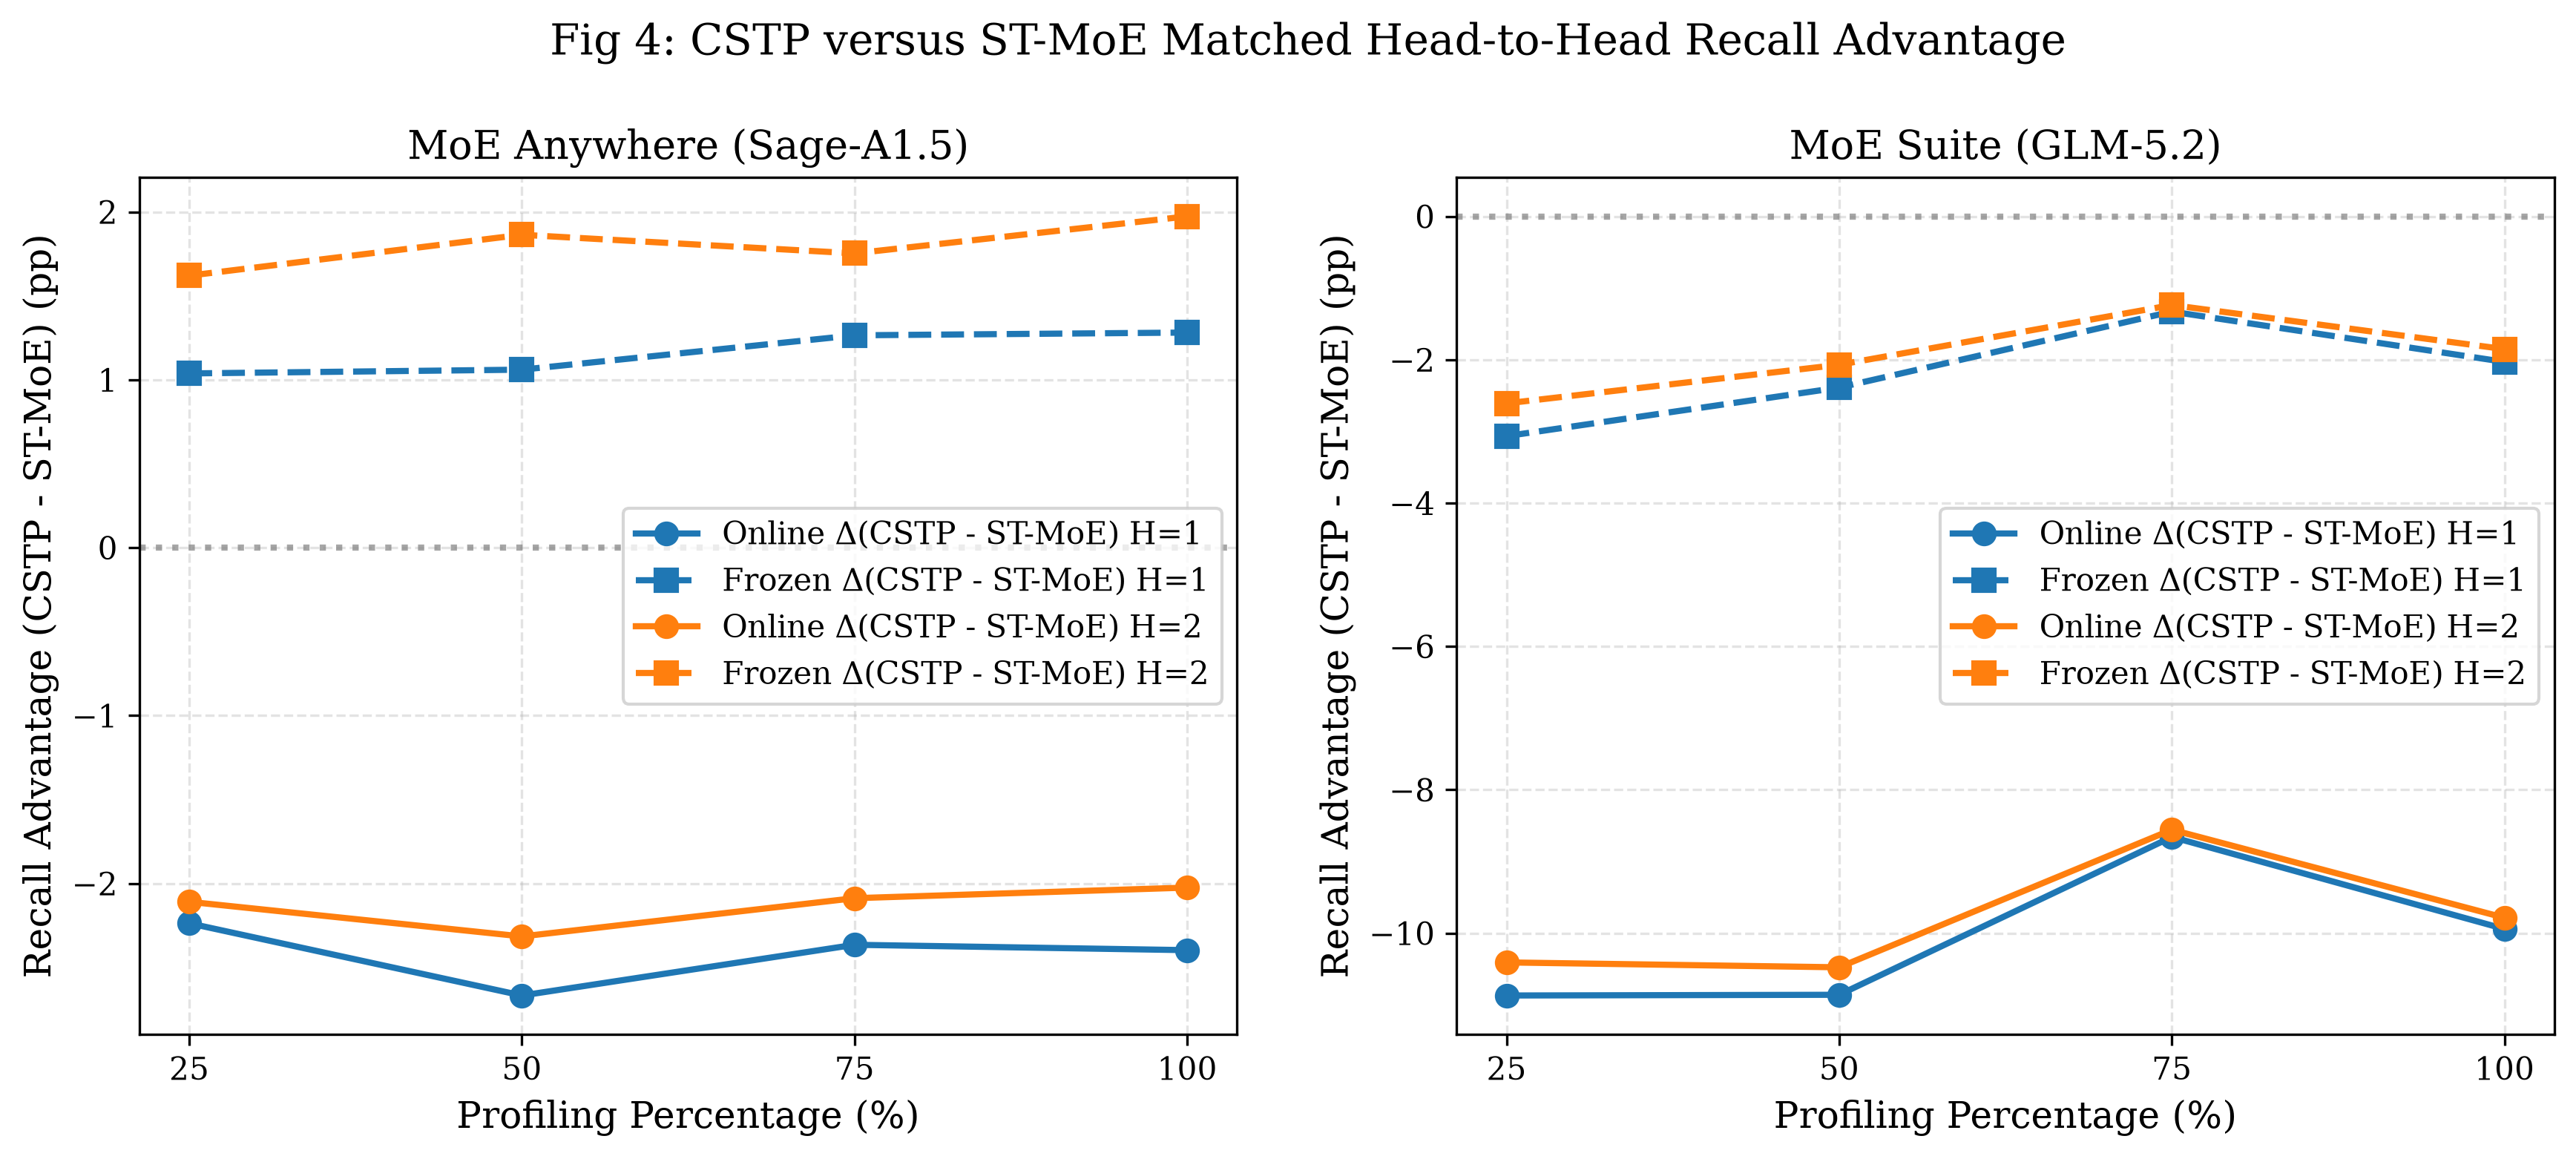 Fig 4: CSTP versus ST-MoE Matched Head-to-Head Recall Advantage
MoE Anywhere (Sage-A1.5)
Recall Advantage (CSTP - ST-MoE) (pp)
2
1
0
−1
−2
Online Δ(CSTP - ST-MoE) H=1
Frozen Δ(CSTP - ST-MoE) H=1
Online Δ(CSTP - ST-MoE) H=2
Frozen Δ(CSTP - ST-MoE) H=2
25 50 75 100
Profiling Percentage (%)
MoE Suite (GLM-5.2)
Recall Advantage (CSTP - ST-MoE) (pp)
0
−2
−4
−6
−8
−10
Online Δ(CSTP - ST-MoE) H=1
Frozen Δ(CSTP - ST-MoE) H=1
Online Δ(CSTP - ST-MoE) H=2
Frozen Δ(CSTP - ST-MoE) H=2
25 50 75 100
Profiling Percentage (%)